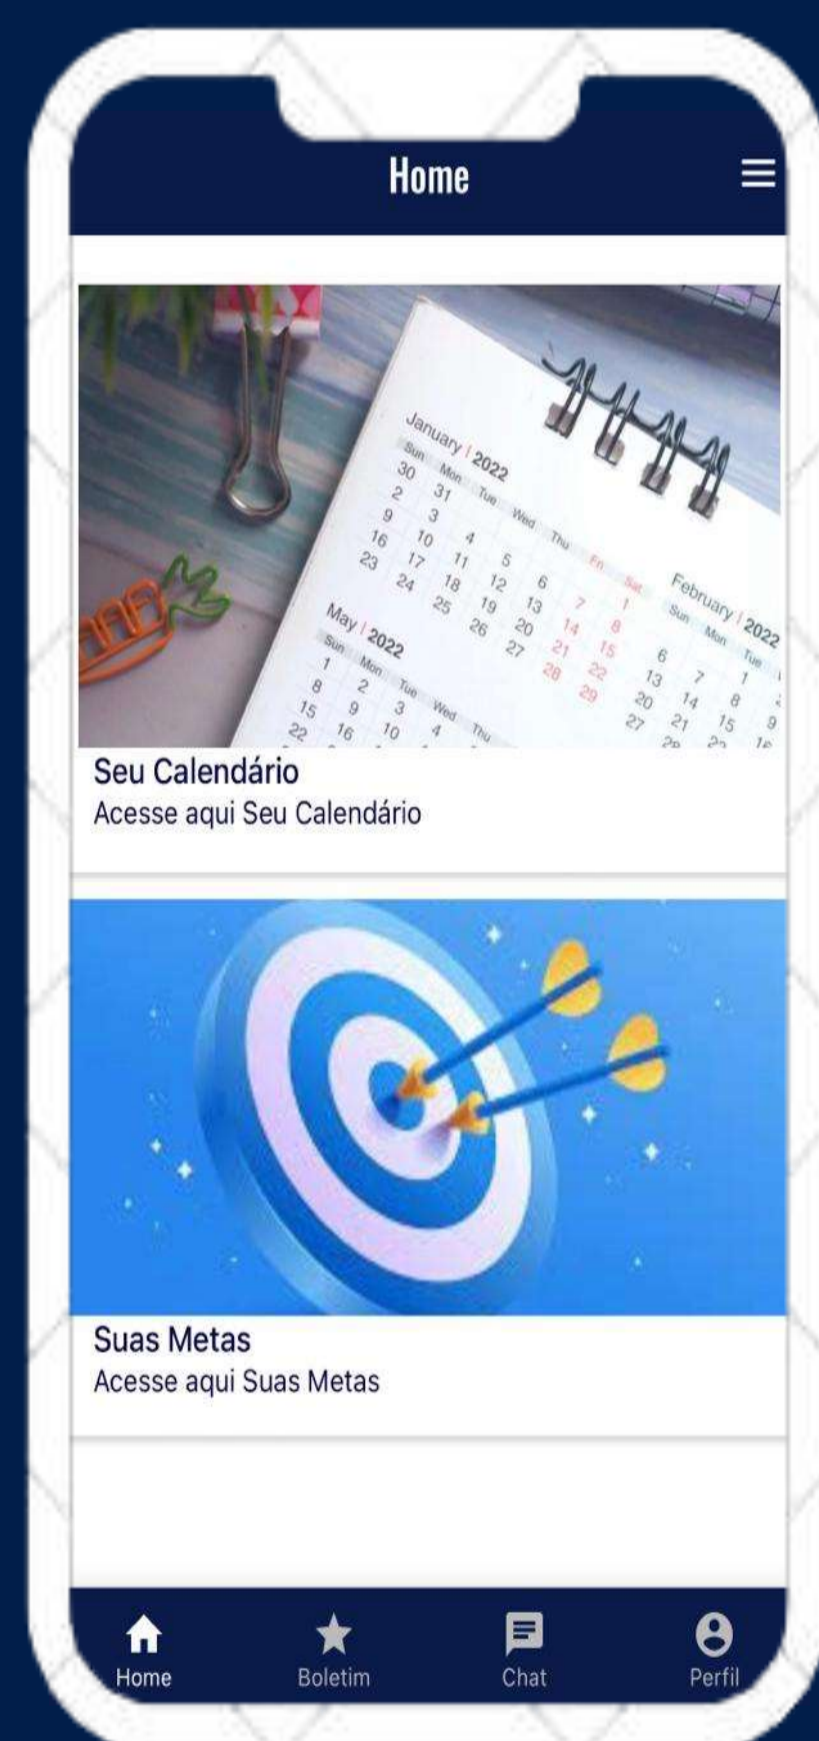 Home
January | 2022
Sun Mon Tue Wed Thu Fri Sat
30 31 1
2 3 4 5 6 7 8
9 10 11 12 13 14 15
16 17 18 19 20 21 22
23 24 25 26 27 28 29
February | 2022
Sun Mon Tue
1
6 7 8 9
13 14 15
20 21
27
May | 2022
Sun Mon Tue Wed Thu
1 2 3 4
8 9 10
15 16
22
Seu Calendário
Acesse aqui Seu Calendário
Suas Metas
Acesse aqui Suas Metas
Home Boletim Chat Perfil